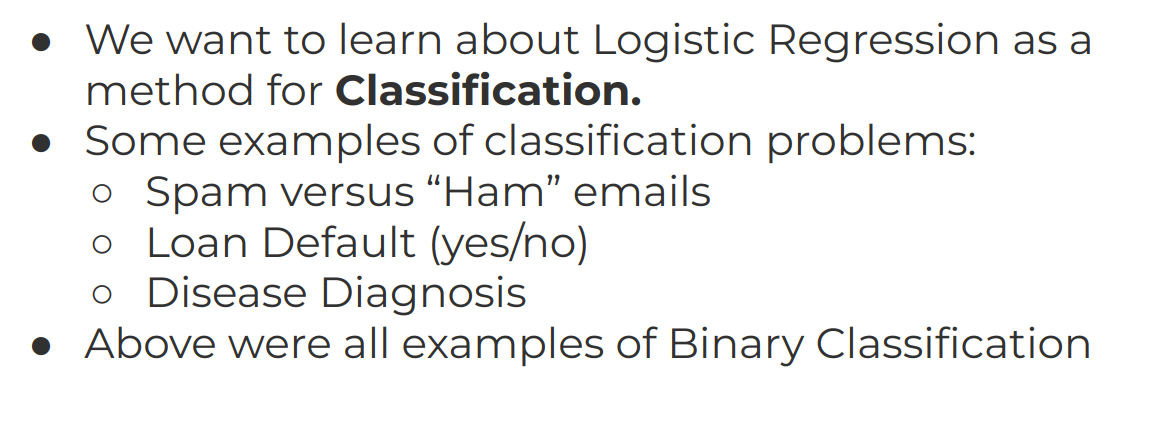 ● We want to learn about Logistic Regression as a
method for Classification.
● Some examples of classification problems:
○ Spam versus “Ham” emails
○ Loan Default (yes/no)
○ Disease Diagnosis
● Above were all examples of Binary Classification